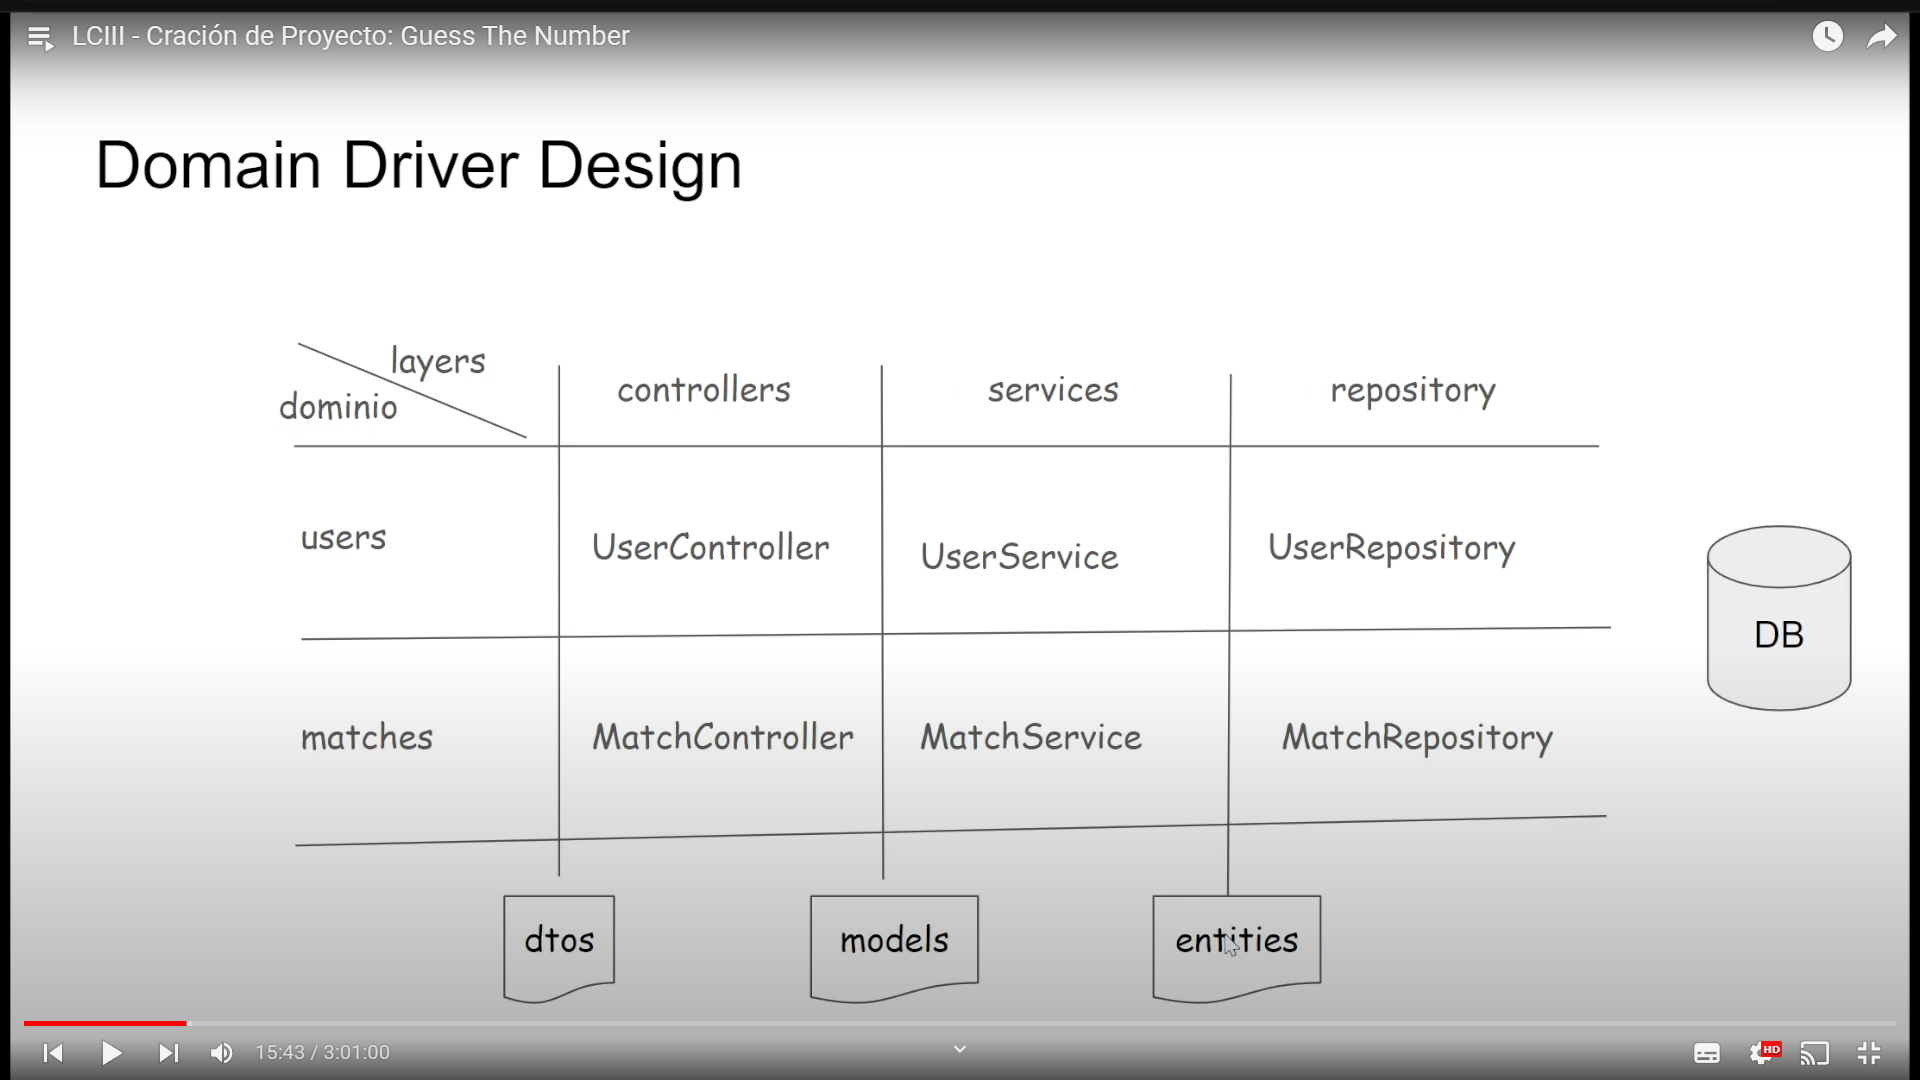 LCIII - Cración de Proyecto: Guess The Number
Domain Driver Design
layers
dominio
controllers
services
repository
users
UserController
UserService
UserRepository
DB
matches
MatchController
MatchService
MatchRepository
dtos
models
entities
15:43 / 3:01:00
HD